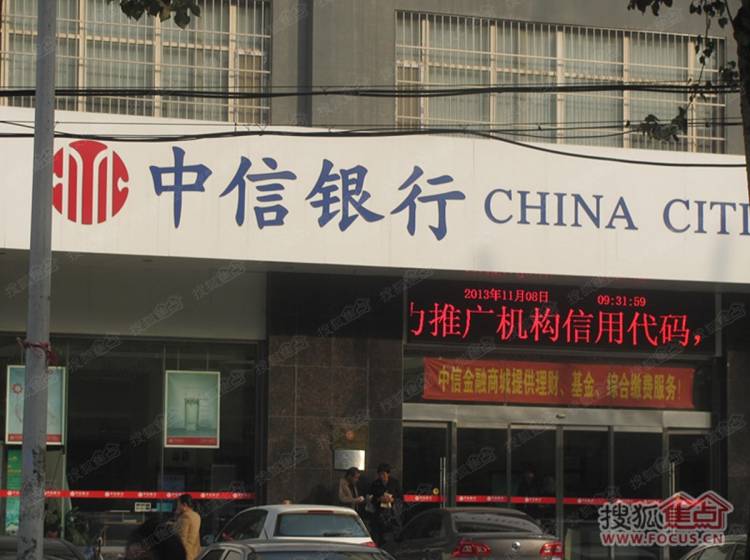 中信银行 CHINA CITI
2013年11月08日 09:31:59
力推广机构信用代码，
中信金融商城提供理财、基金、综合缴费服务！
搜狐焦点
WWW.FOCUS.CN